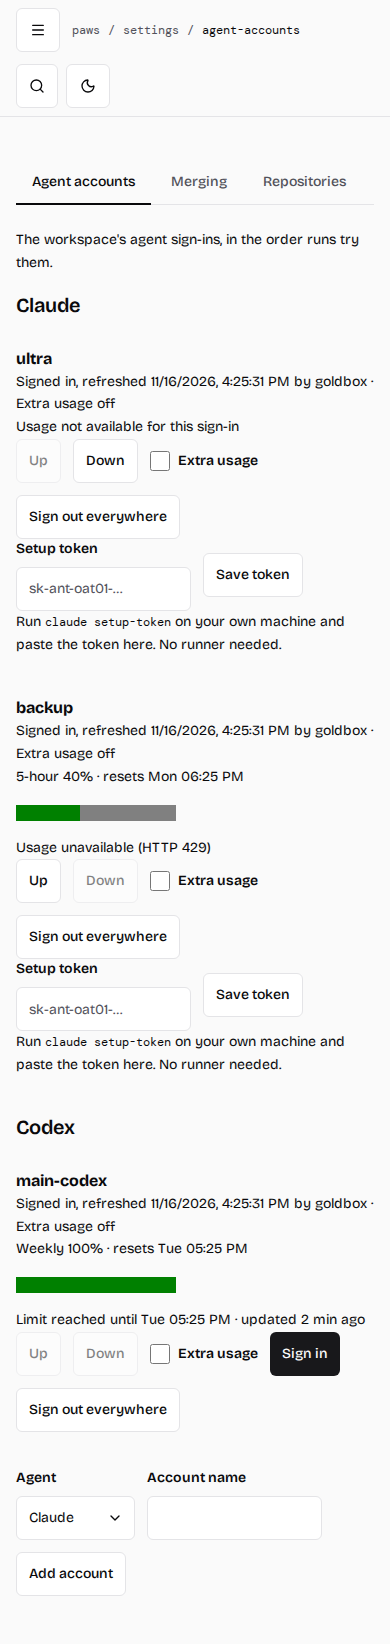 paws / settings / agent-accounts
Agent accounts Merging Repositories
The workspace's agent sign-ins, in the order runs try
them.
Claude
ultra
Signed in, refreshed 11/16/2026, 4:25:31 PM by goldbox ·
Extra usage off
Usage not available for this sign-in
Up Down Extra usage
Sign out everywhere
Setup token
sk-ant-oat01-... Save token
Run claude setup-token on your own machine and
paste the token here. No runner needed.
backup
Signed in, refreshed 11/16/2026, 4:25:31 PM by goldbox ·
Extra usage off
5-hour 40% · resets Mon 06:25 PM
Usage unavailable (HTTP 429)
Up Down Extra usage
Sign out everywhere
Setup token
sk-ant-oat01-... Save token
Run claude setup-token on your own machine and
paste the token here. No runner needed.
Codex
main-codex
Signed in, refreshed 11/16/2026, 4:25:31 PM by goldbox ·
Extra usage off
Weekly 100% · resets Tue 05:25 PM
Limit reached until Tue 05:25 PM · updated 2 min ago
Up Down Extra usage Sign in
Sign out everywhere
Agent Account name
Claude
Add account